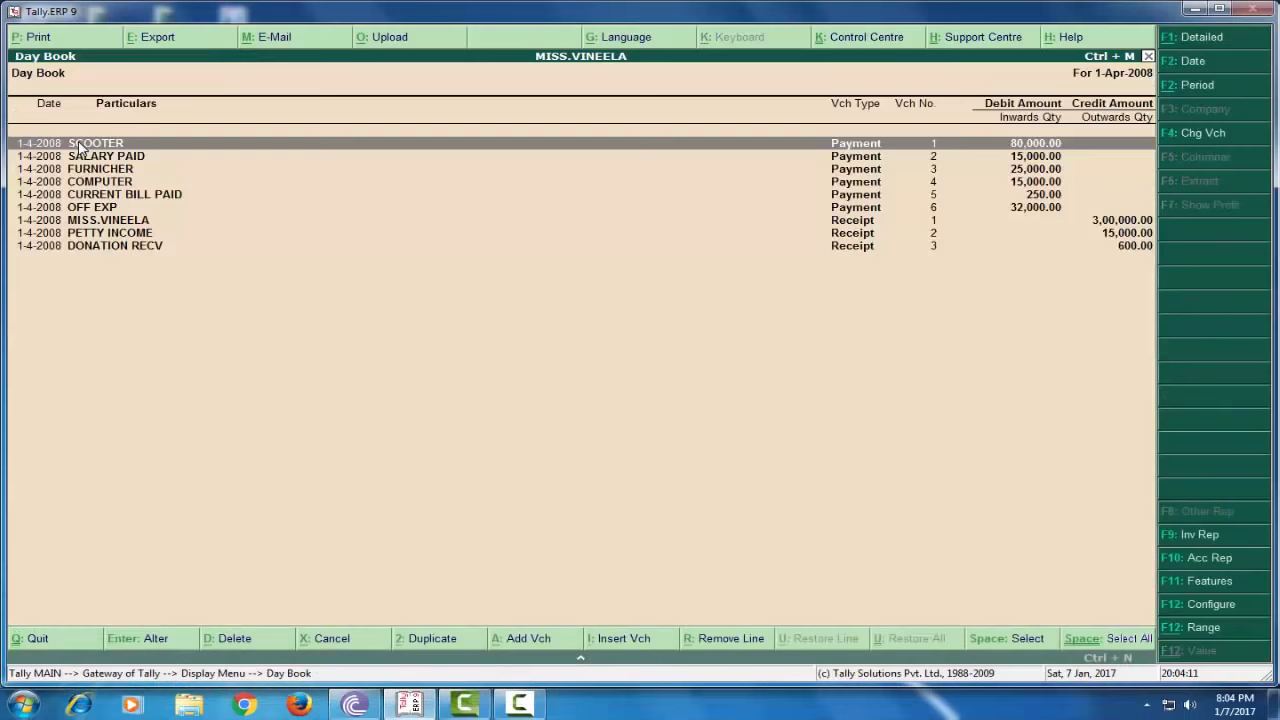 Tally.ERP 9
P: Print E: Export M: E-Mail O: Upload G: Language K: Keyboard K: Control Centre H: Support Centre H: Help
Day Book MISS.VINEELA Ctrl + M
Day Book For 1-Apr-2008
Date Particulars Vch Type Vch No. Debit Amount Credit Amount
Inwards Qty Outwards Qty
1-4-2008 SCOOTER Payment 1 80,000.00
1-4-2008 SALARY PAID Payment 2 15,000.00
1-4-2008 FURNICHER Payment 3 25,000.00
1-4-2008 COMPUTER Payment 4 15,000.00
1-4-2008 CURRENT BILL PAID Payment 5 250.00
1-4-2008 OFF EXP Payment 6 32,000.00
1-4-2008 MISS.VINEELA Receipt 1 3,00,000.00
1-4-2008 PETTY INCOME Receipt 2 15,000.00
1-4-2008 DONATION RECV Receipt 3 600.00
F1: Detailed
F2: Date
F2: Period
F3: Company
F4: Chg Vch
F5: Columnar
F6: Extract
F7: Show Profit
F8: Other Rep
F9: Inv Rep
F10: Acc Rep
F11: Features
F12: Configure
F12: Range
F12: Value
Q: Quit Enter: Alter D: Delete X: Cancel 2: Duplicate A: Add Vch I: Insert Vch R: Remove Line U: Restore Line U: Restore All Space: Select Space: Select All
Ctrl + N
Tally MAIN --> Gateway of Tally --> Display Menu --> Day Book (c) Tally Solutions Pvt. Ltd., 1988-2009 Sat, 7 Jan, 2017 20:04:11
8:04 PM
1/7/2017